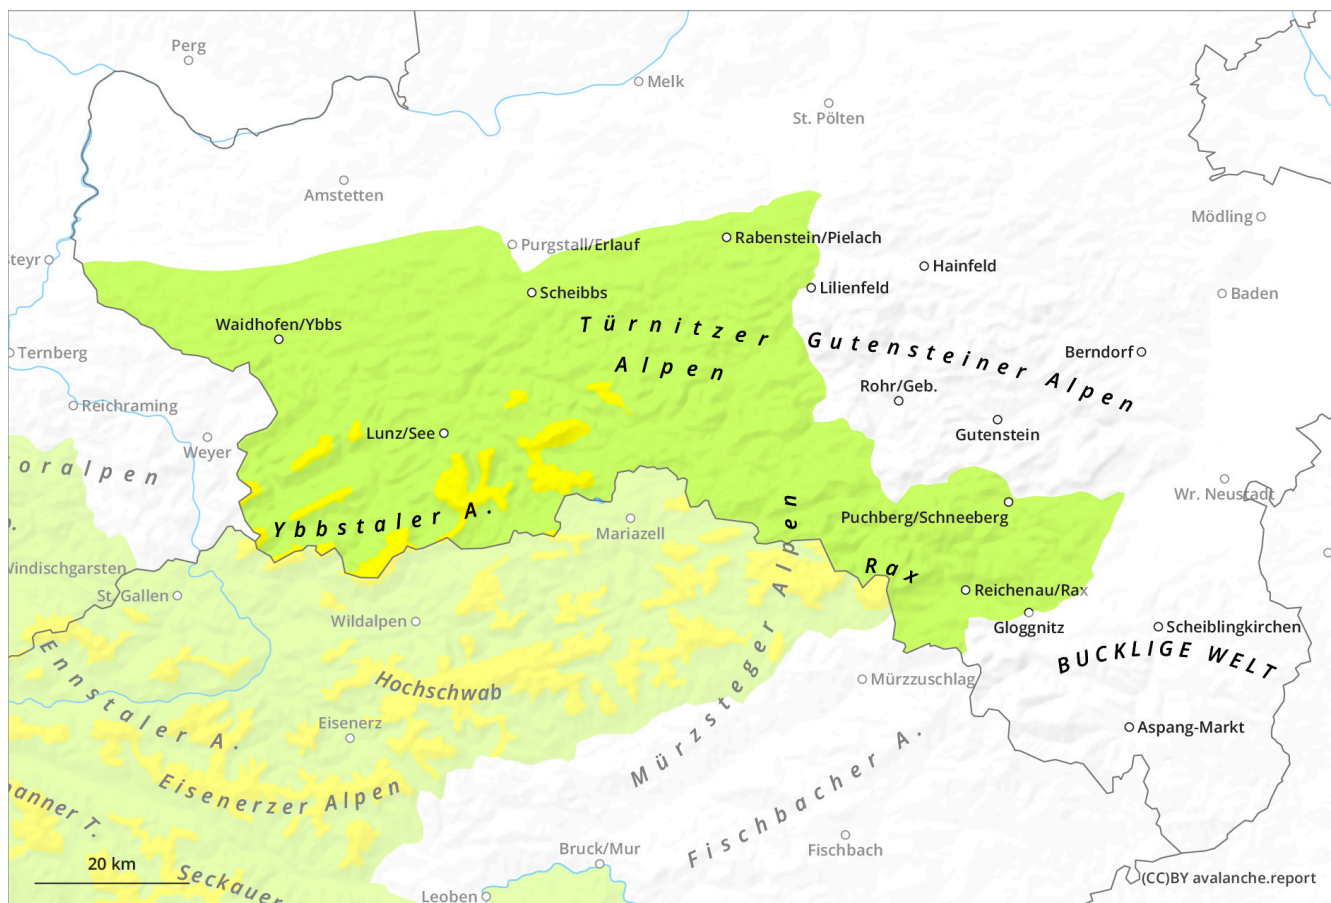 Perg
Melk
St. Pölten
Amstetten
Mödling
Purgstall/Erlauf
Rabenstein/Pielach
Hainfeld
steyr
Scheibbs
Lilienfeld
Baden
Waidhofen/Ybbs
Türnitzer
Alpen
Gutensteiner Alpen
Ternberg
Berndorf
Rohr/Geb.
Reichraming
Lunz/See
Gutenstein
Weyer
oralpen
Wr. Neustadt
Ybbstaler A.
Mariazell
Puchberg/Schneeberg
Windischgarsten
Rax
St. Gallen
Reichenau/Rax
Wildalpen
Gloggnitz
Scheiblingkirchen
BUCKLIGE WELT
Ennstaler A.
Hochschwab
Mürzsteger Alpen
Mürzzuschlag
Eisenerz
Aspang-Markt
Eisenerzer Alpen
Fischbacher A.
anner T.
Fischbach
Bruck/Mur
20 km
Seckauer
Leoben
(CC)BY avalanche.report